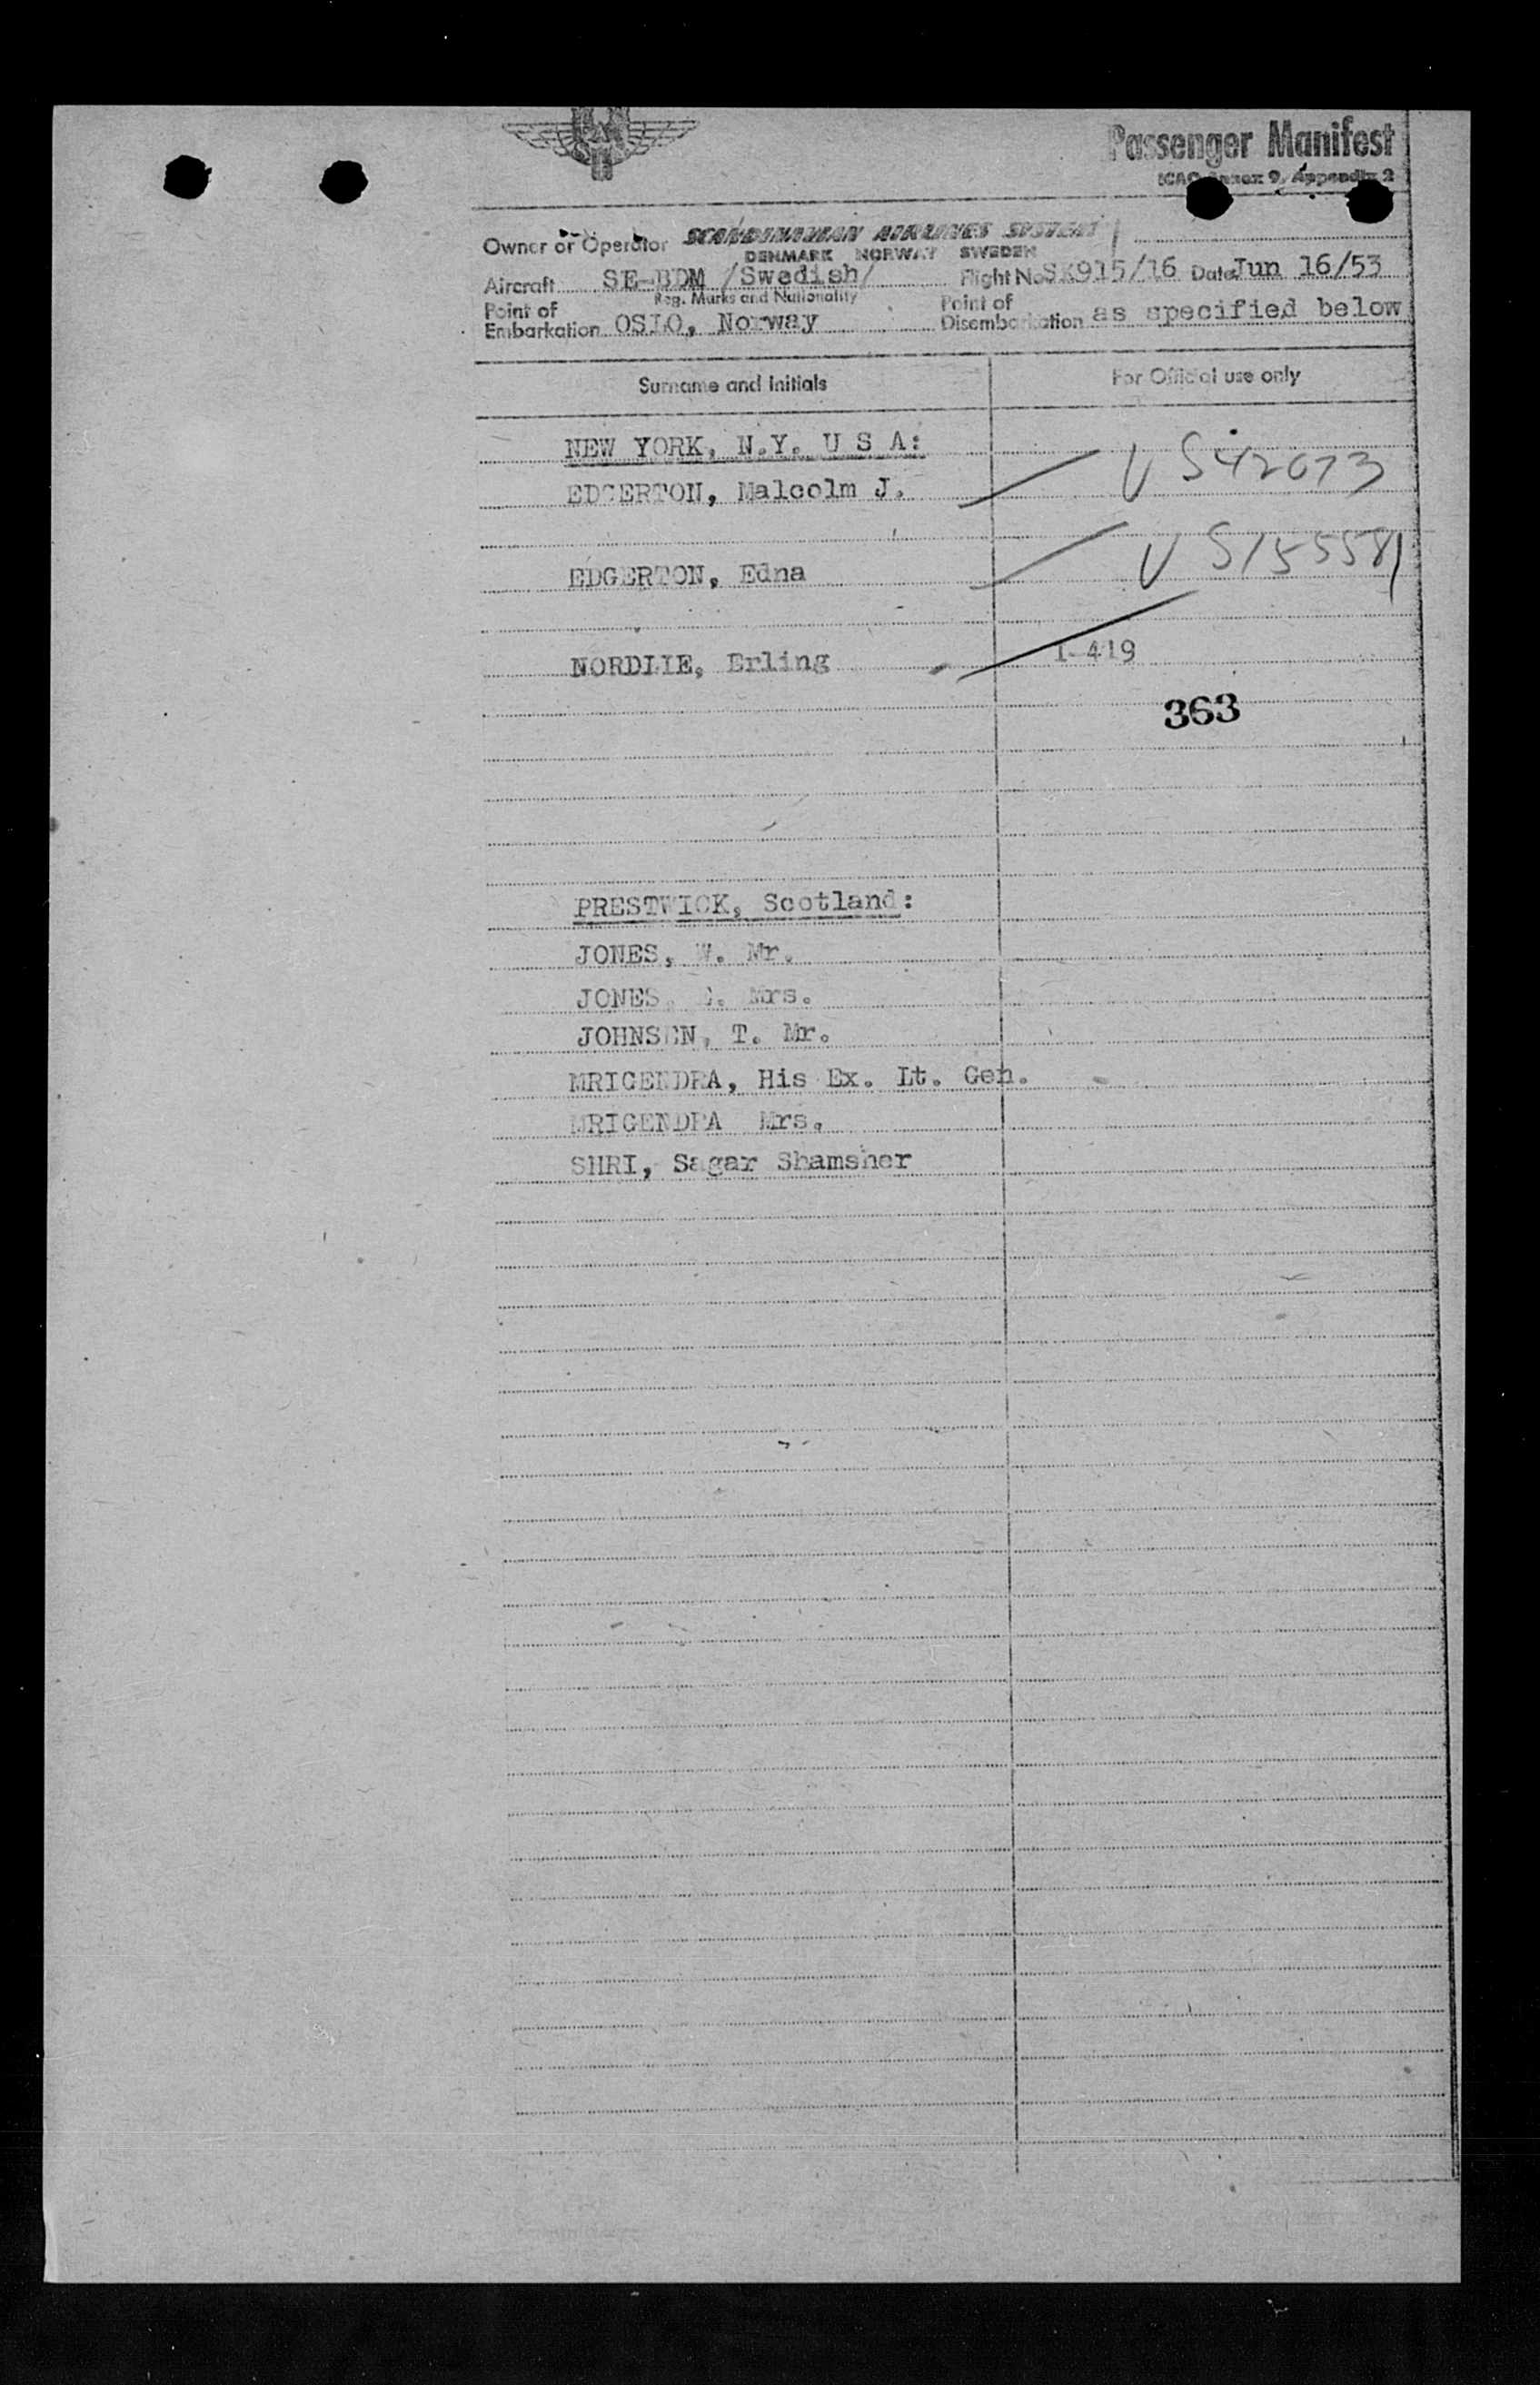 Passenger Manifest
ICAO Annex 9, Appendix 2
Owner or Operator SCANDINAVIAN AIRLINES SYSTEM
DENMARK NORWAY SWEDEN
Aircraft SE-BDM /Swedish/ Flight No SK915/16 Date Jun 16/53
Reg. Marks and Nationality
Point of Embarkation OSLO, Norway Point of Disembarkation as specified below
Surname and Initials For Official use only
NEW YORK, N.Y. U S A:
EDGERTON, Malcolm J. V S42073
EDGERTON, Edna V S155581
NORDLIE, Erling I-419
363
PRESTWICK, Scotland:
JONES, W. Mr.
JONES, Mrs.
JOHNSEN, T. Mr.
MRIGENDRA, His Ex. Lt. Gen.
MRIGENDRA Mrs.
SHRI, Sagar Shamsher